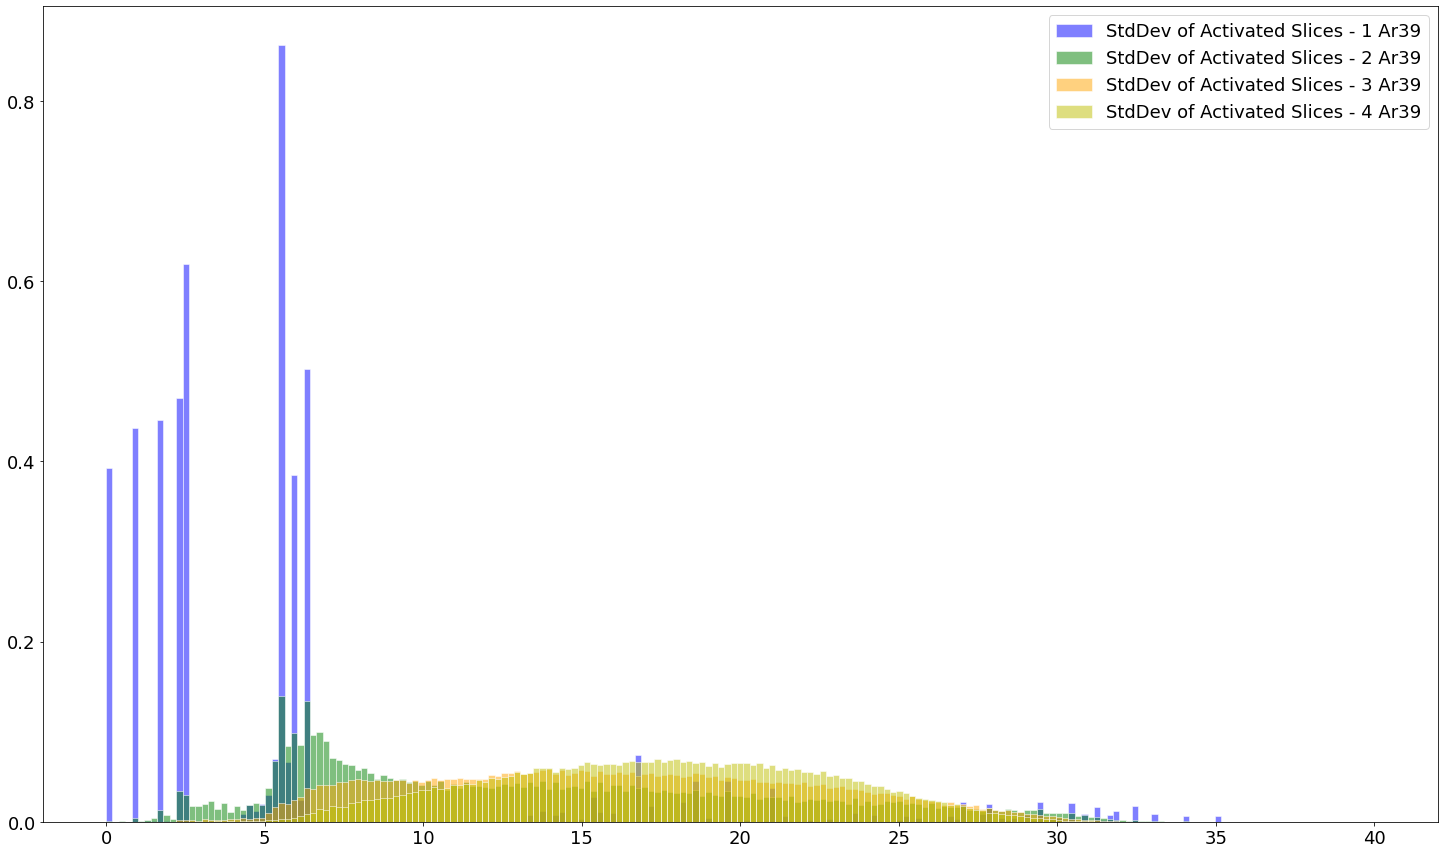 StdDev of Activated Slices - 1 Ar39
StdDev of Activated Slices - 2 Ar39
StdDev of Activated Slices - 3 Ar39
StdDev of Activated Slices - 4 Ar39
0.8
0.6
0.4
0.2
0.0
0 5 10 15 20 25 30 35 40